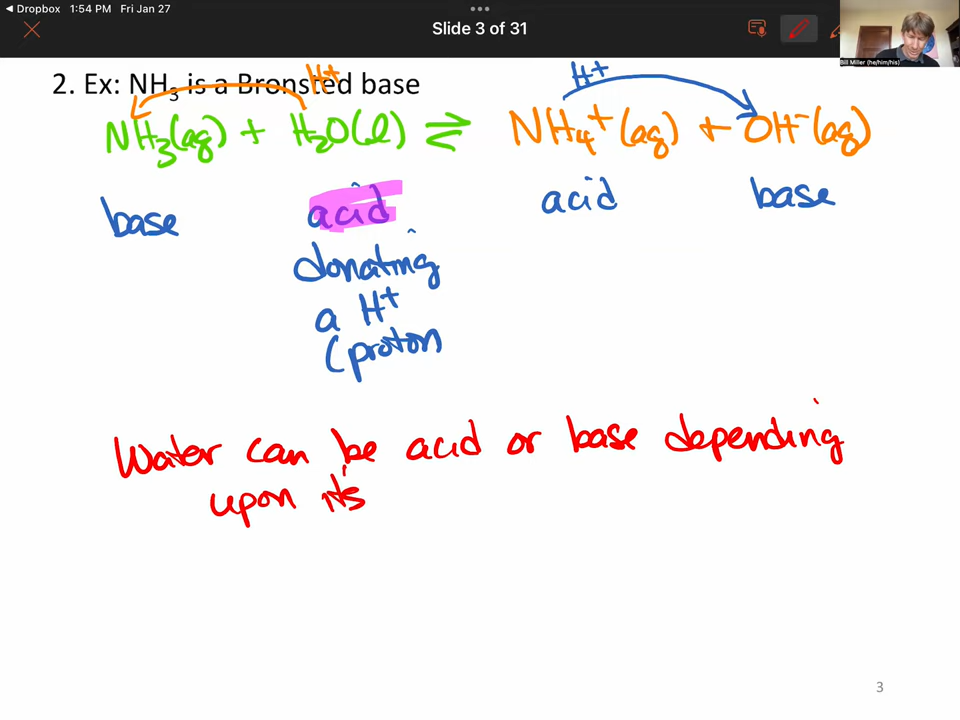 Dropbox 1:54 PM Fri Jan 27
Slide 3 of 31
Bill Miller (he/him/his)
2. Ex: NH₃ is a Bronsted base
H+ H+
NH₃(aq) + H₂O(l) ⇌ NH₄⁺(aq) + OH⁻(aq)
base acid acid base
donating
a H+
(proton
Water can be acid or base depending
upon its
3